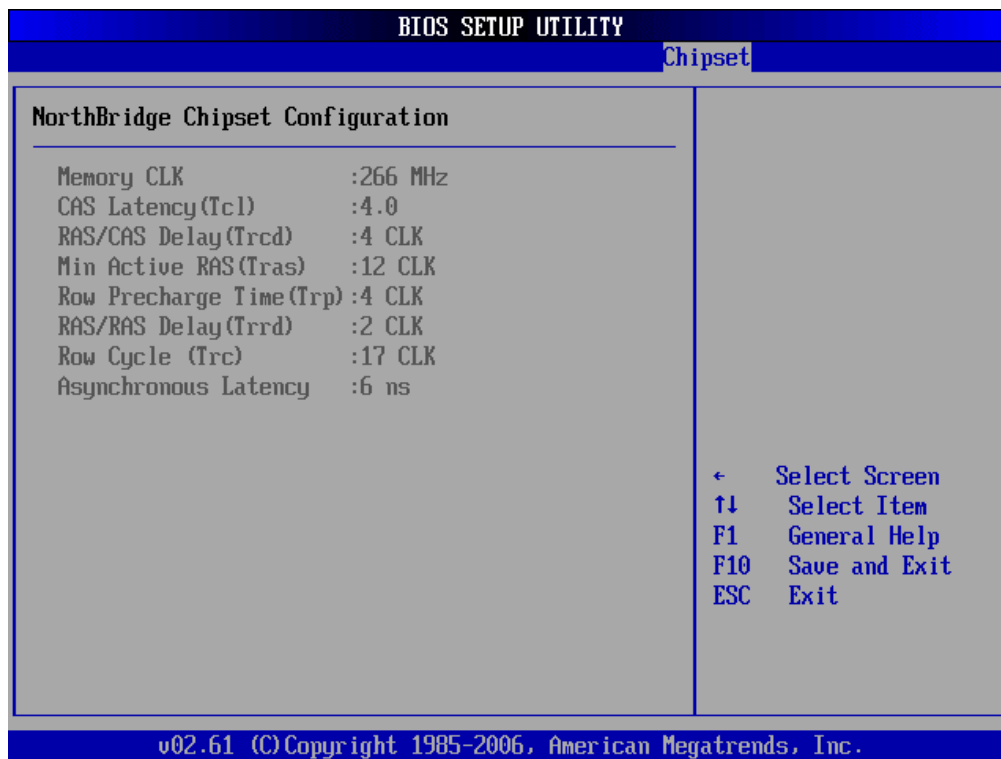 BIOS SETUP UTILITY
Chipset
NorthBridge Chipset Configuration
Memory CLK :266 MHz
CAS Latency(Tcl) :4.0
RAS/CAS Delay(Trcd) :4 CLK
Min Active RAS(Tras) :12 CLK
Row Precharge Time(Trp):4 CLK
RAS/RAS Delay(Trrd) :2 CLK
Row Cycle (Trc) :17 CLK
Asynchronous Latency :6 ns
← Select Screen
↑↓ Select Item
F1 General Help
F10 Save and Exit
ESC Exit
v02.61 (C)Copyright 1985-2006, American Megatrends, Inc.